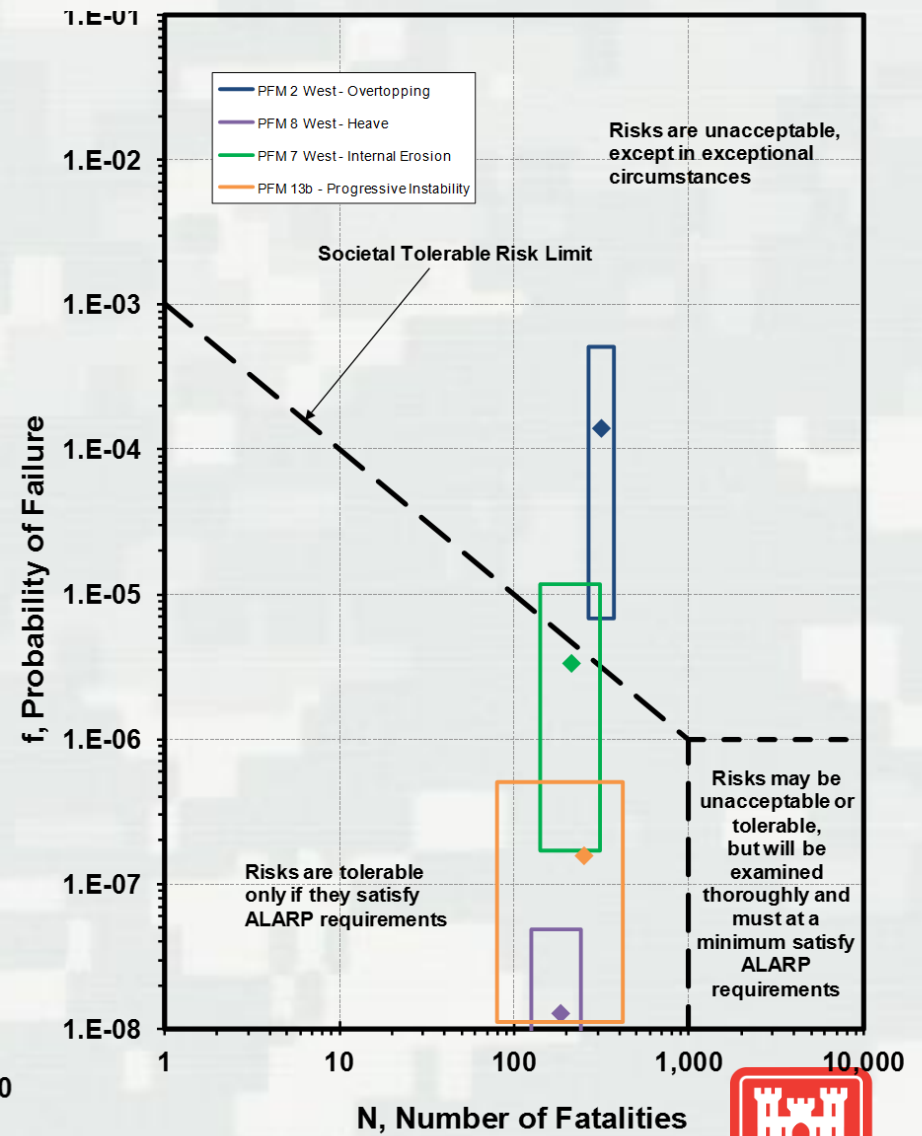 1.E-01
PFM 2 West - Overtopping
PFM 8 West - Heave
PFM 7 West - Internal Erosion
PFM 13b - Progressive Instability
Risks are unacceptable,
except in exceptional
circumstances
1.E-02
Societal Tolerable Risk Limit
1.E-03
1.E-04
1.E-05
1.E-06
1.E-07
1.E-08
f, Probability of Failure
Risks may be
unacceptable or
tolerable,
but will be
examined
thoroughly and
must at a
minimum satisfy
ALARP
requirements
Risks are tolerable
only if they satisfy
ALARP requirements
1 10 100 1,000 10,000
0
N, Number of Fatalities